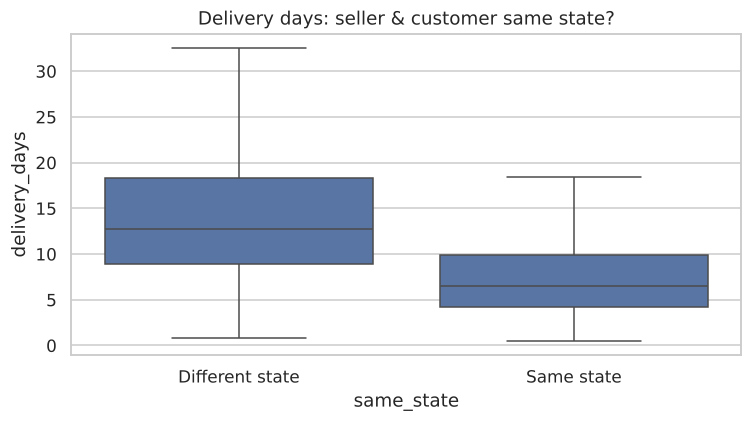 Delivery days: seller & customer same state?
delivery_days
30
25
20
15
10
5
0
Different state
Same state
same_state